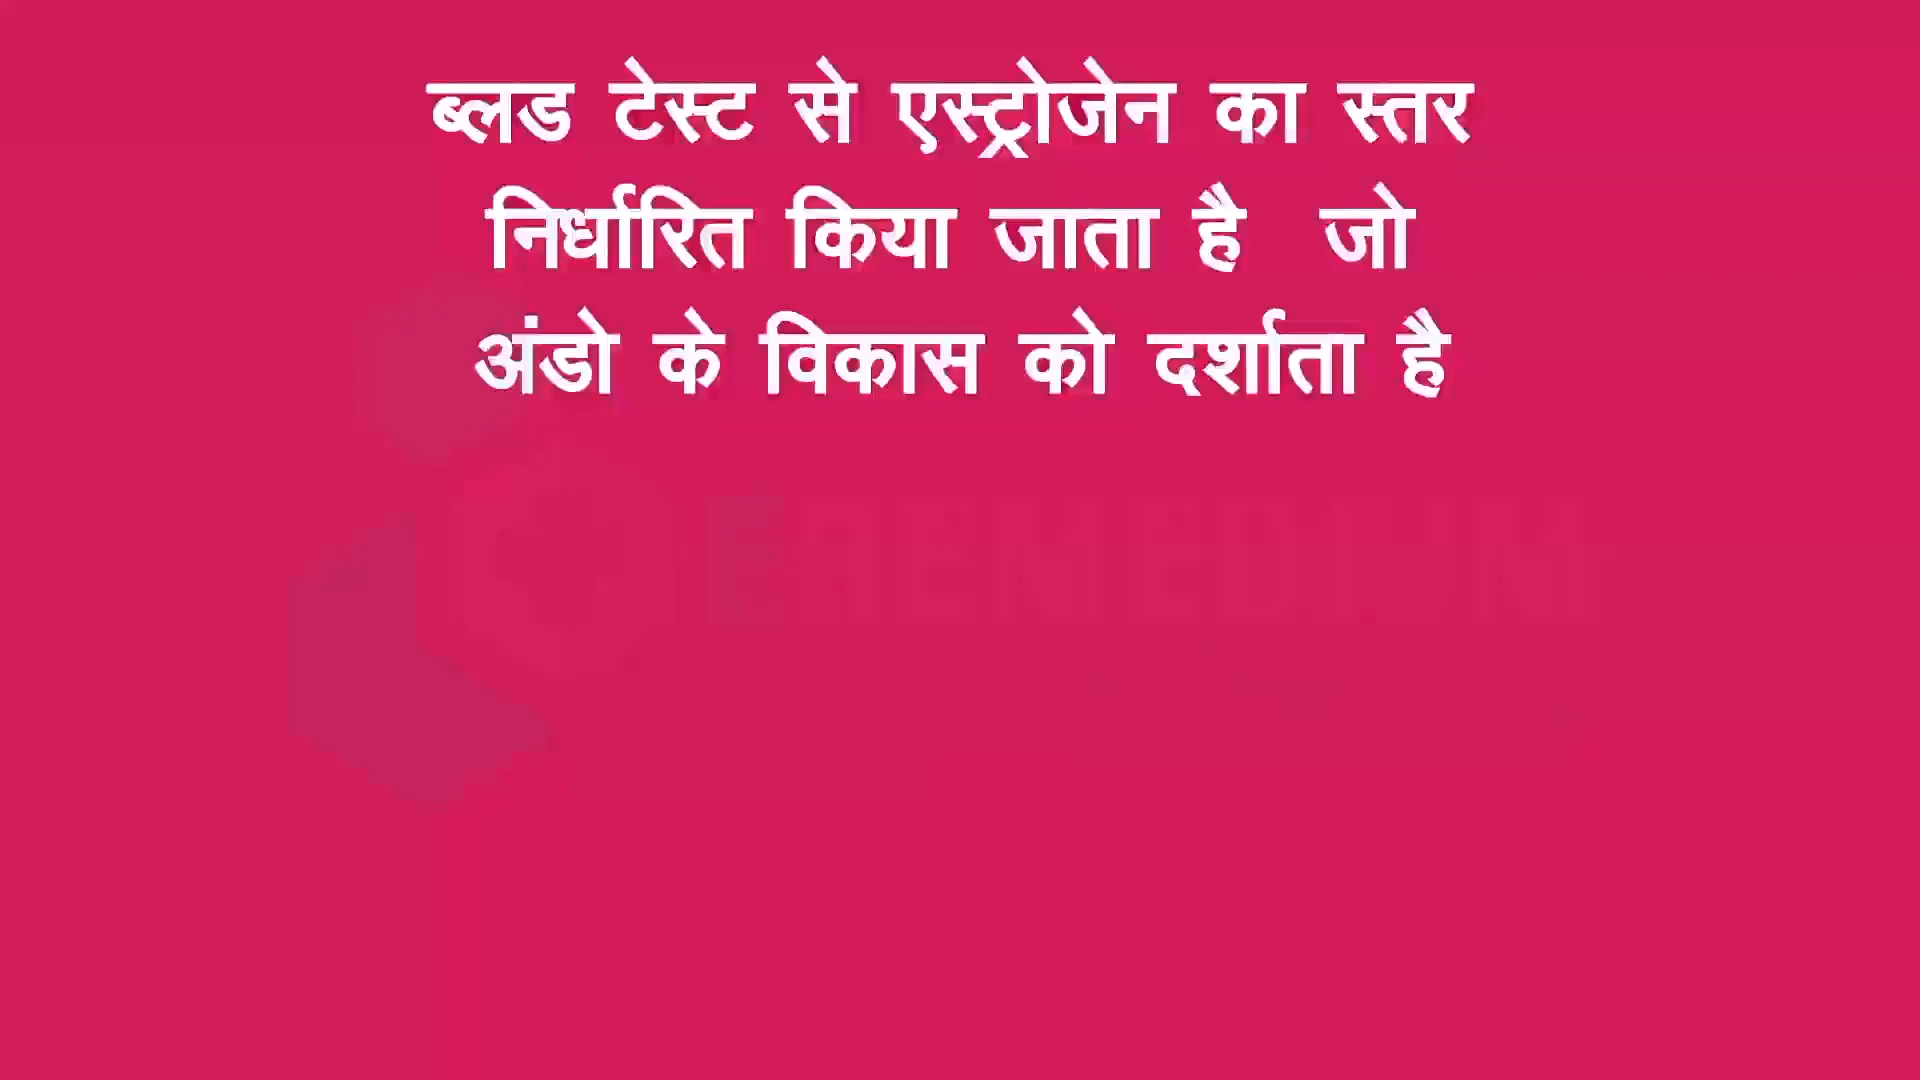 ब्लड टेस्ट से एस्ट्रोजेन का स्तर
निर्धारित किया जाता है जो
अंडो के विकास को दर्शाता है